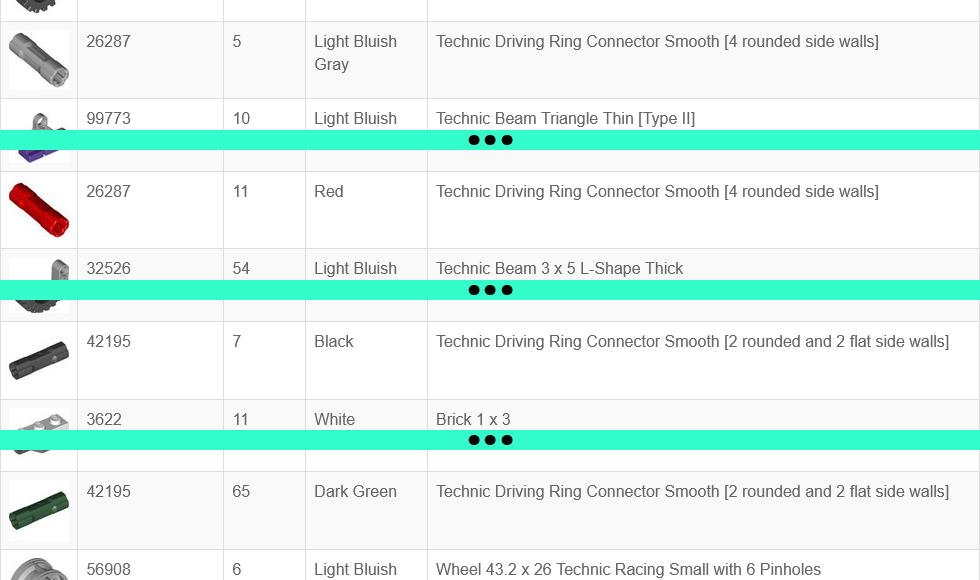 26287 5 Light Bluish Technic Driving Ring Connector Smooth [4 rounded side walls]
Gray
99773 10 Light Bluish Technic Beam Triangle Thin [Type II]
26287 11 Red Technic Driving Ring Connector Smooth [4 rounded side walls]
32526 54 Light Bluish Technic Beam 3 x 5 L-Shape Thick
42195 7 Black Technic Driving Ring Connector Smooth [2 rounded and 2 flat side walls]
3622 11 White Brick 1 x 3
42195 65 Dark Green Technic Driving Ring Connector Smooth [2 rounded and 2 flat side walls]
56908 6 Light Bluish Wheel 43.2 x 26 Technic Racing Small with 6 Pinholes